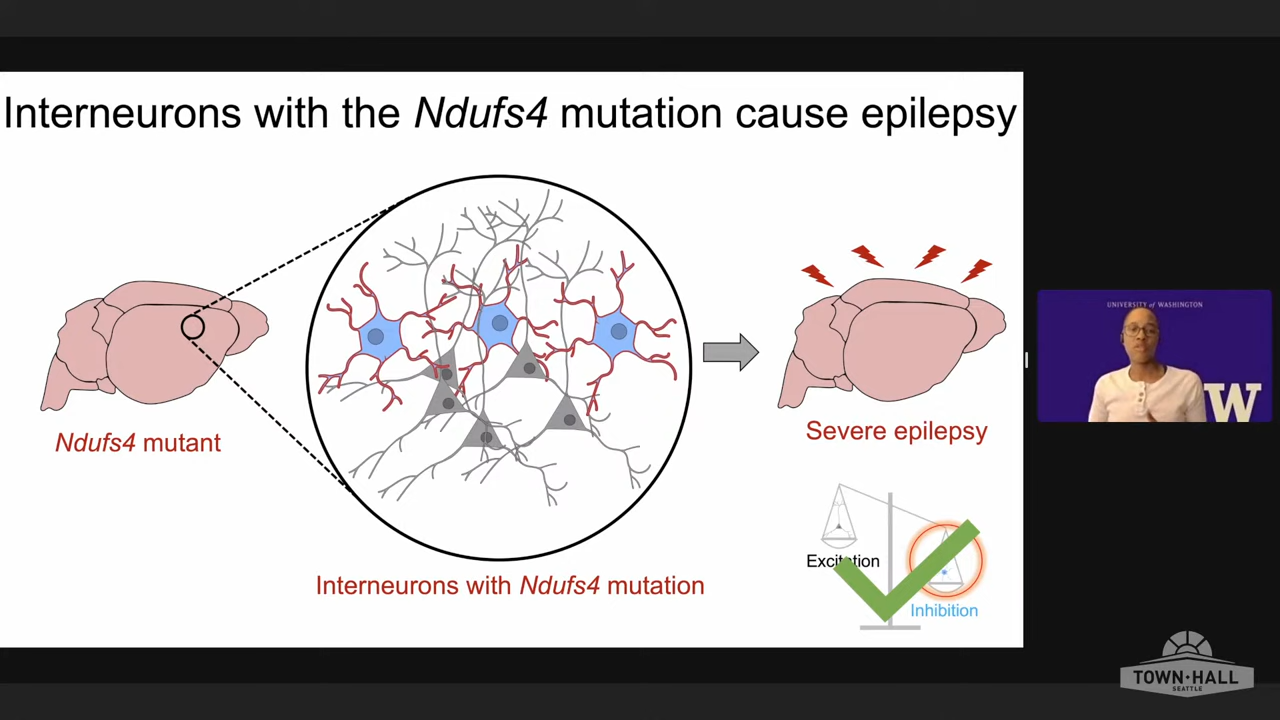 Interneurons with the Ndufs4 mutation cause epilepsy
Ndufs4 mutant
Interneurons with Ndufs4 mutation
Severe epilepsy
Excitation
Inhibition
UNIVERSITY of WASHINGTON
W
TOWN·HALL
SEATTLE